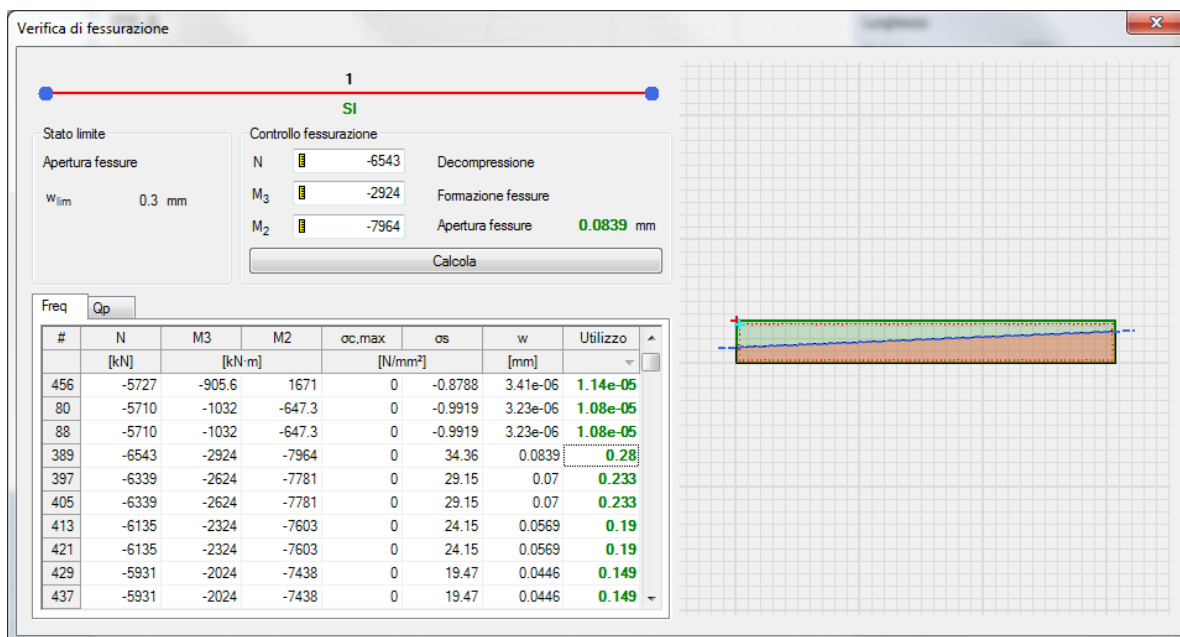 Verifica di fessurazione
1
SI
Stato limite
Apertura fessure
wlim 0.3 mm
Controllo fessurazione
N -6543 Decompressione
M3 -2924 Formazione fessure
M2 -7964 Apertura fessure 0.0839 mm
Calcola
Freq Qp
# N M3 M2 σc,max σs w Utilizzo
[kN] [kN·m] [N/mm²] [mm]
456 -5727 -905.6 1671 0 -0.8788 3.41e-06 1.14e-05
80 -5710 -1032 -647.3 0 -0.9919 3.23e-06 1.08e-05
88 -5710 -1032 -647.3 0 -0.9919 3.23e-06 1.08e-05
389 -6543 -2924 -7964 0 34.36 0.0839 0.28
397 -6339 -2624 -7781 0 29.15 0.07 0.233
405 -6339 -2624 -7781 0 29.15 0.07 0.233
413 -6135 -2324 -7603 0 24.15 0.0569 0.19
421 -6135 -2324 -7603 0 24.15 0.0569 0.19
429 -5931 -2024 -7438 0 19.47 0.0446 0.149
437 -5931 -2024 -7438 0 19.47 0.0446 0.149